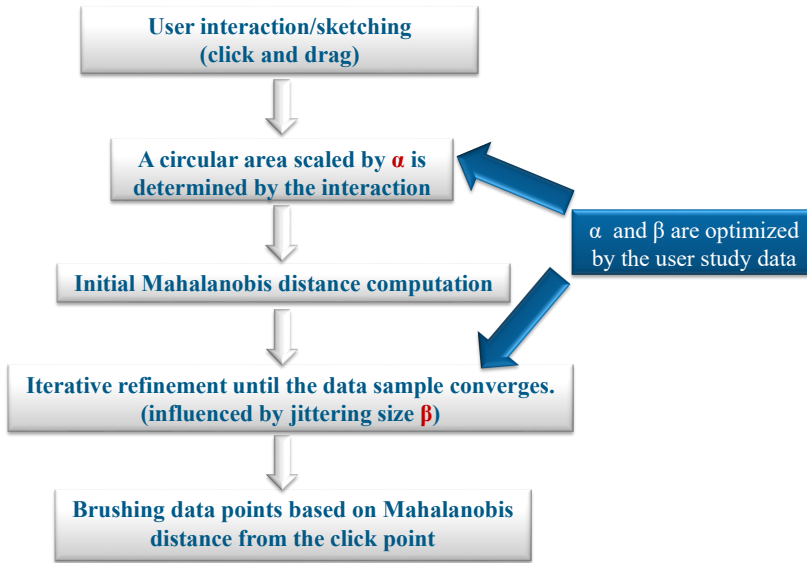 User interaction/sketching
(click and drag)
A circular area scaled by α is
determined by the interaction
α and β are optimized
by the user study data
Initial Mahalanobis distance computation
Iterative refinement until the data sample converges.
(influenced by jittering size β)
Brushing data points based on Mahalanobis
distance from the click point